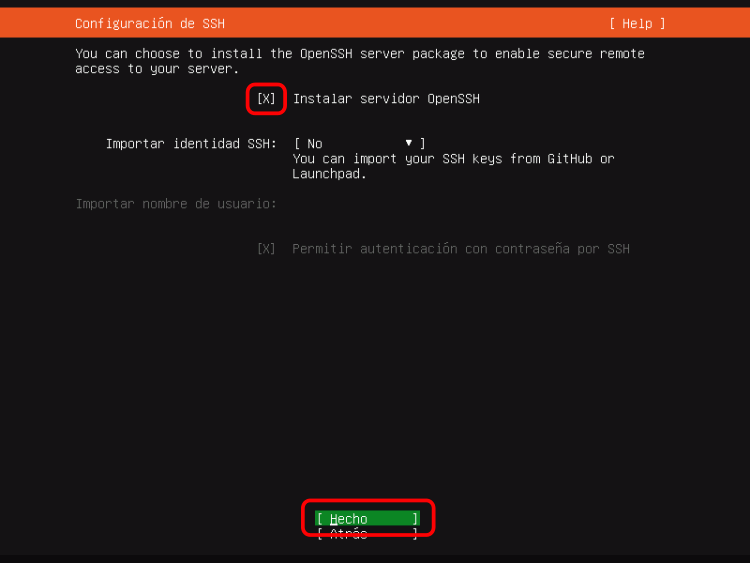 Configuración de SSH [ Help ]
You can choose to install the OpenSSH server package to enable secure remote
access to your server.
[X] Instalar servidor OpenSSH
Importar identidad SSH: [ No ▼ ]
You can import your SSH keys from GitHub or
Launchpad.
Importar nombre de usuario:
[X] Permitir autenticación con contraseña por SSH
[ Hecho ]
[ Atrás ]